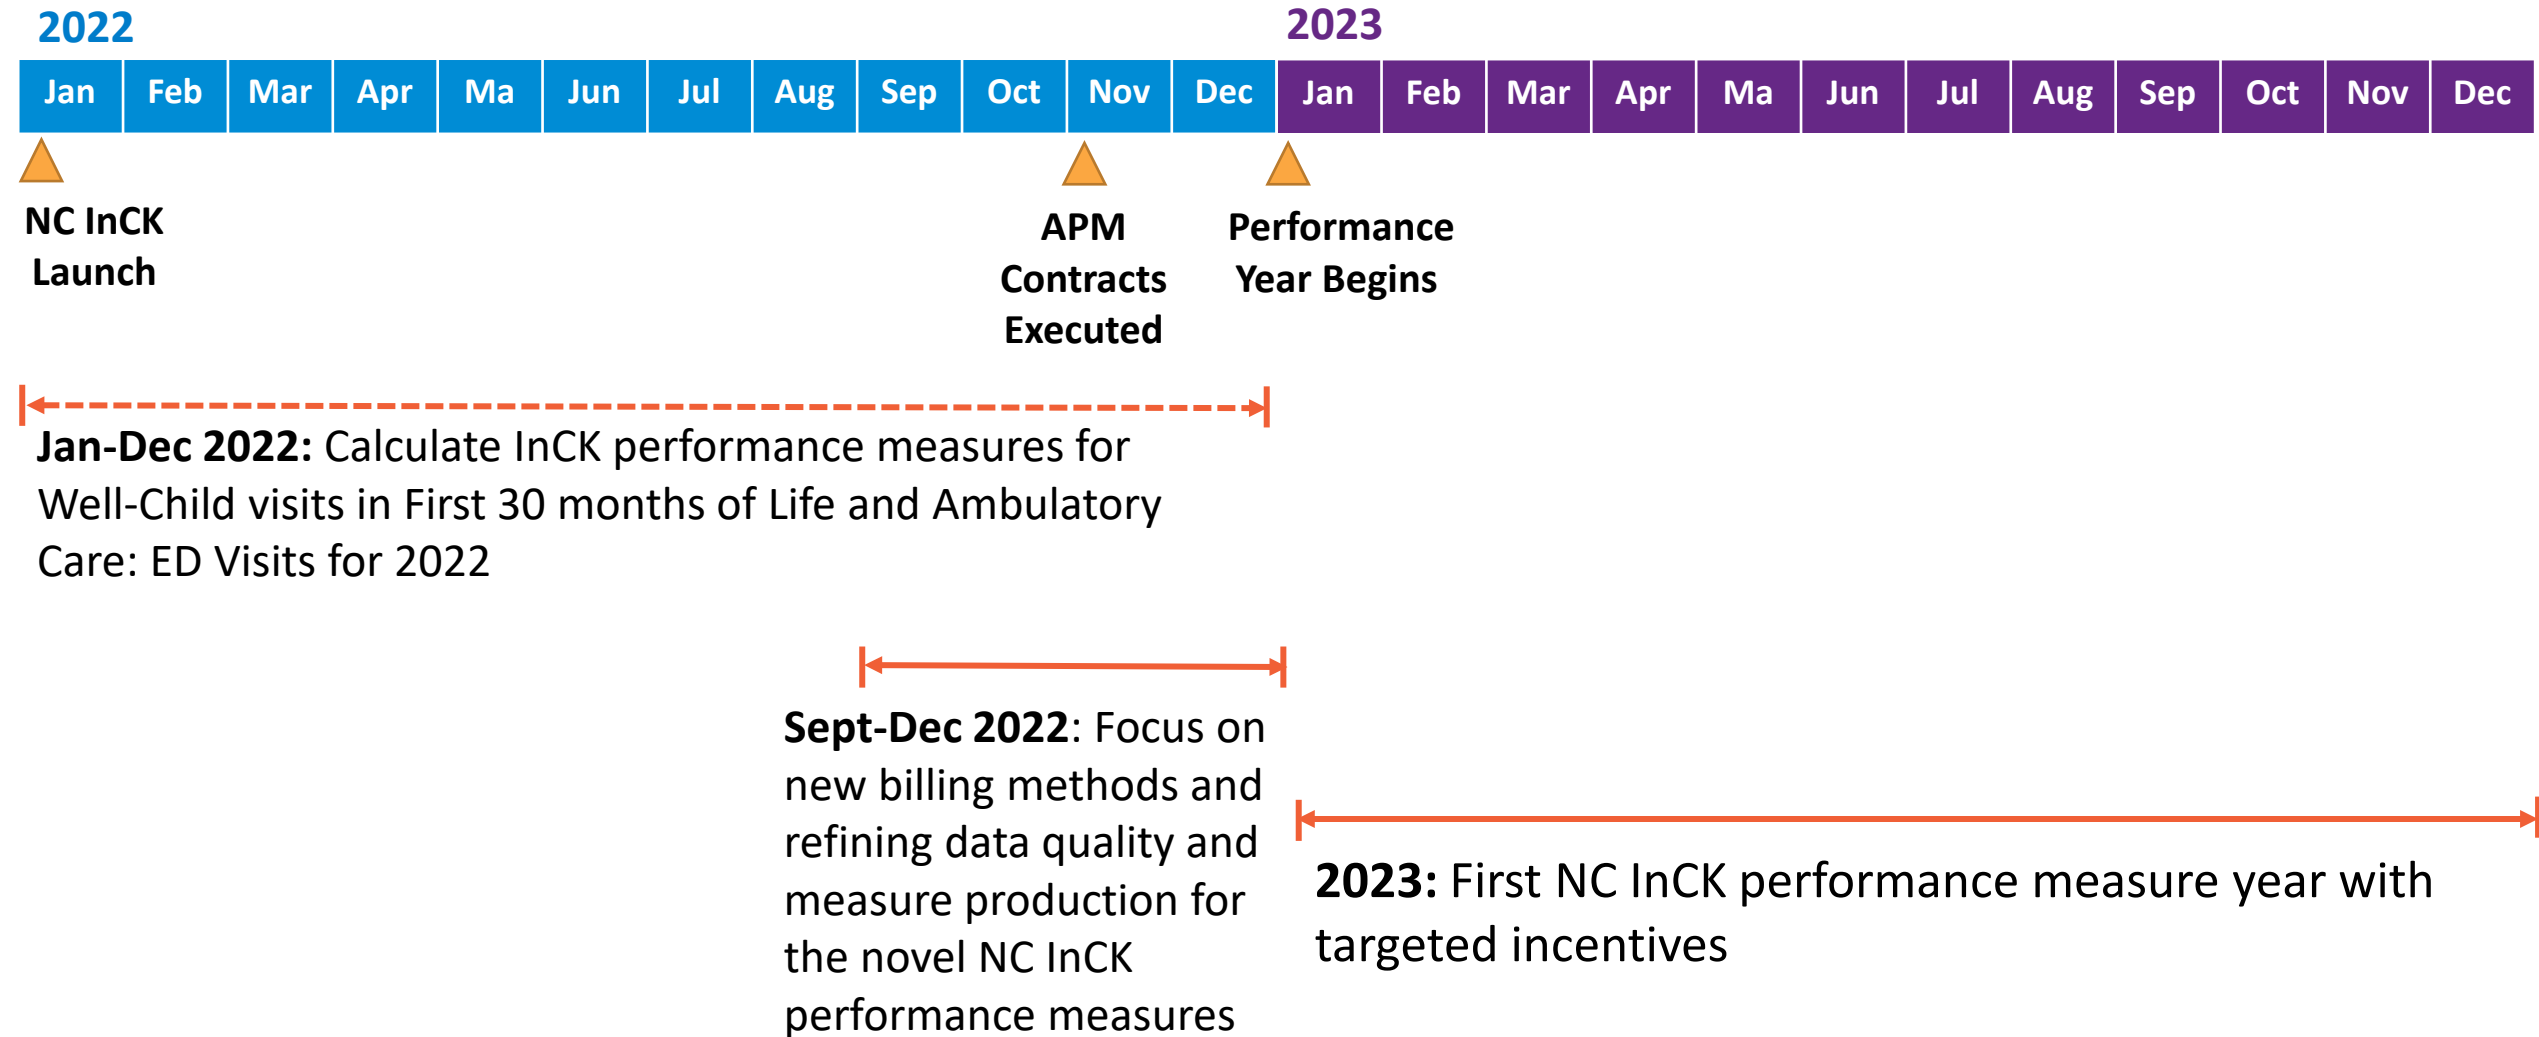 2022
2023
Jan Feb Mar Apr Ma Jun Jul Aug Sep Oct Nov Dec Jan Feb Mar Apr Ma Jun Jul Aug Sep Oct Nov Dec
NC InCK
Launch
APM
Contracts
Executed
Performance
Year Begins
Jan-Dec 2022: Calculate InCK performance measures for
Well-Child visits in First 30 months of Life and Ambulatory
Care: ED Visits for 2022
Sept-Dec 2022: Focus on
new billing methods and
refining data quality and
measure production for
the novel NC InCK
performance measures
2023: First NC InCK performance measure year with
targeted incentives